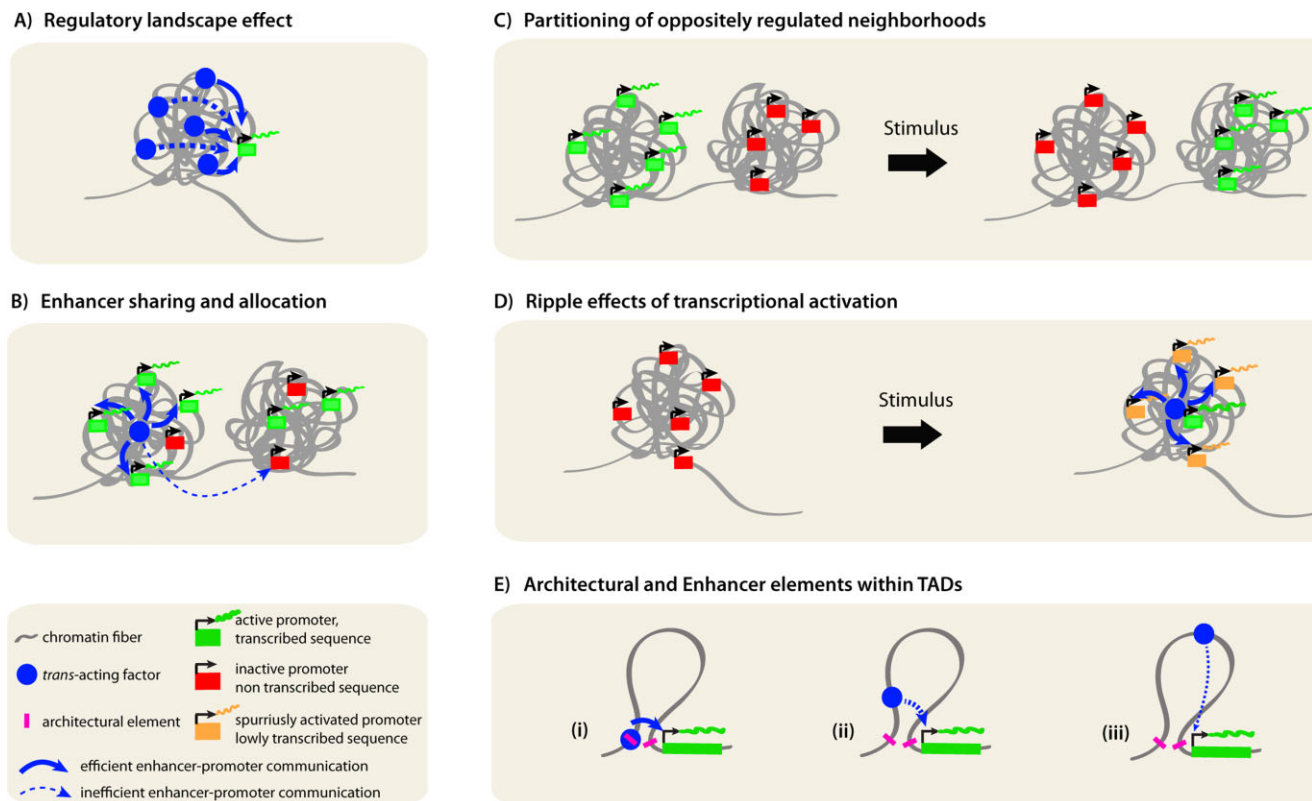 A) Regulatory landscape effect
C) Partitioning of oppositely regulated neighborhoods
Stimulus
B) Enhancer sharing and allocation
D) Ripple effects of transcriptional activation
Stimulus
chromatin fiber
trans-acting factor
architectural element
active promoter,
transcribed sequence
inactive promoter
non transcribed sequence
spurriusly activated promoter
lowly transcribed sequence
efficient enhancer-promoter communication
inefficient enhancer-promoter communication
E) Architectural and Enhancer elements within TADs
(i)
(ii)
(iii)